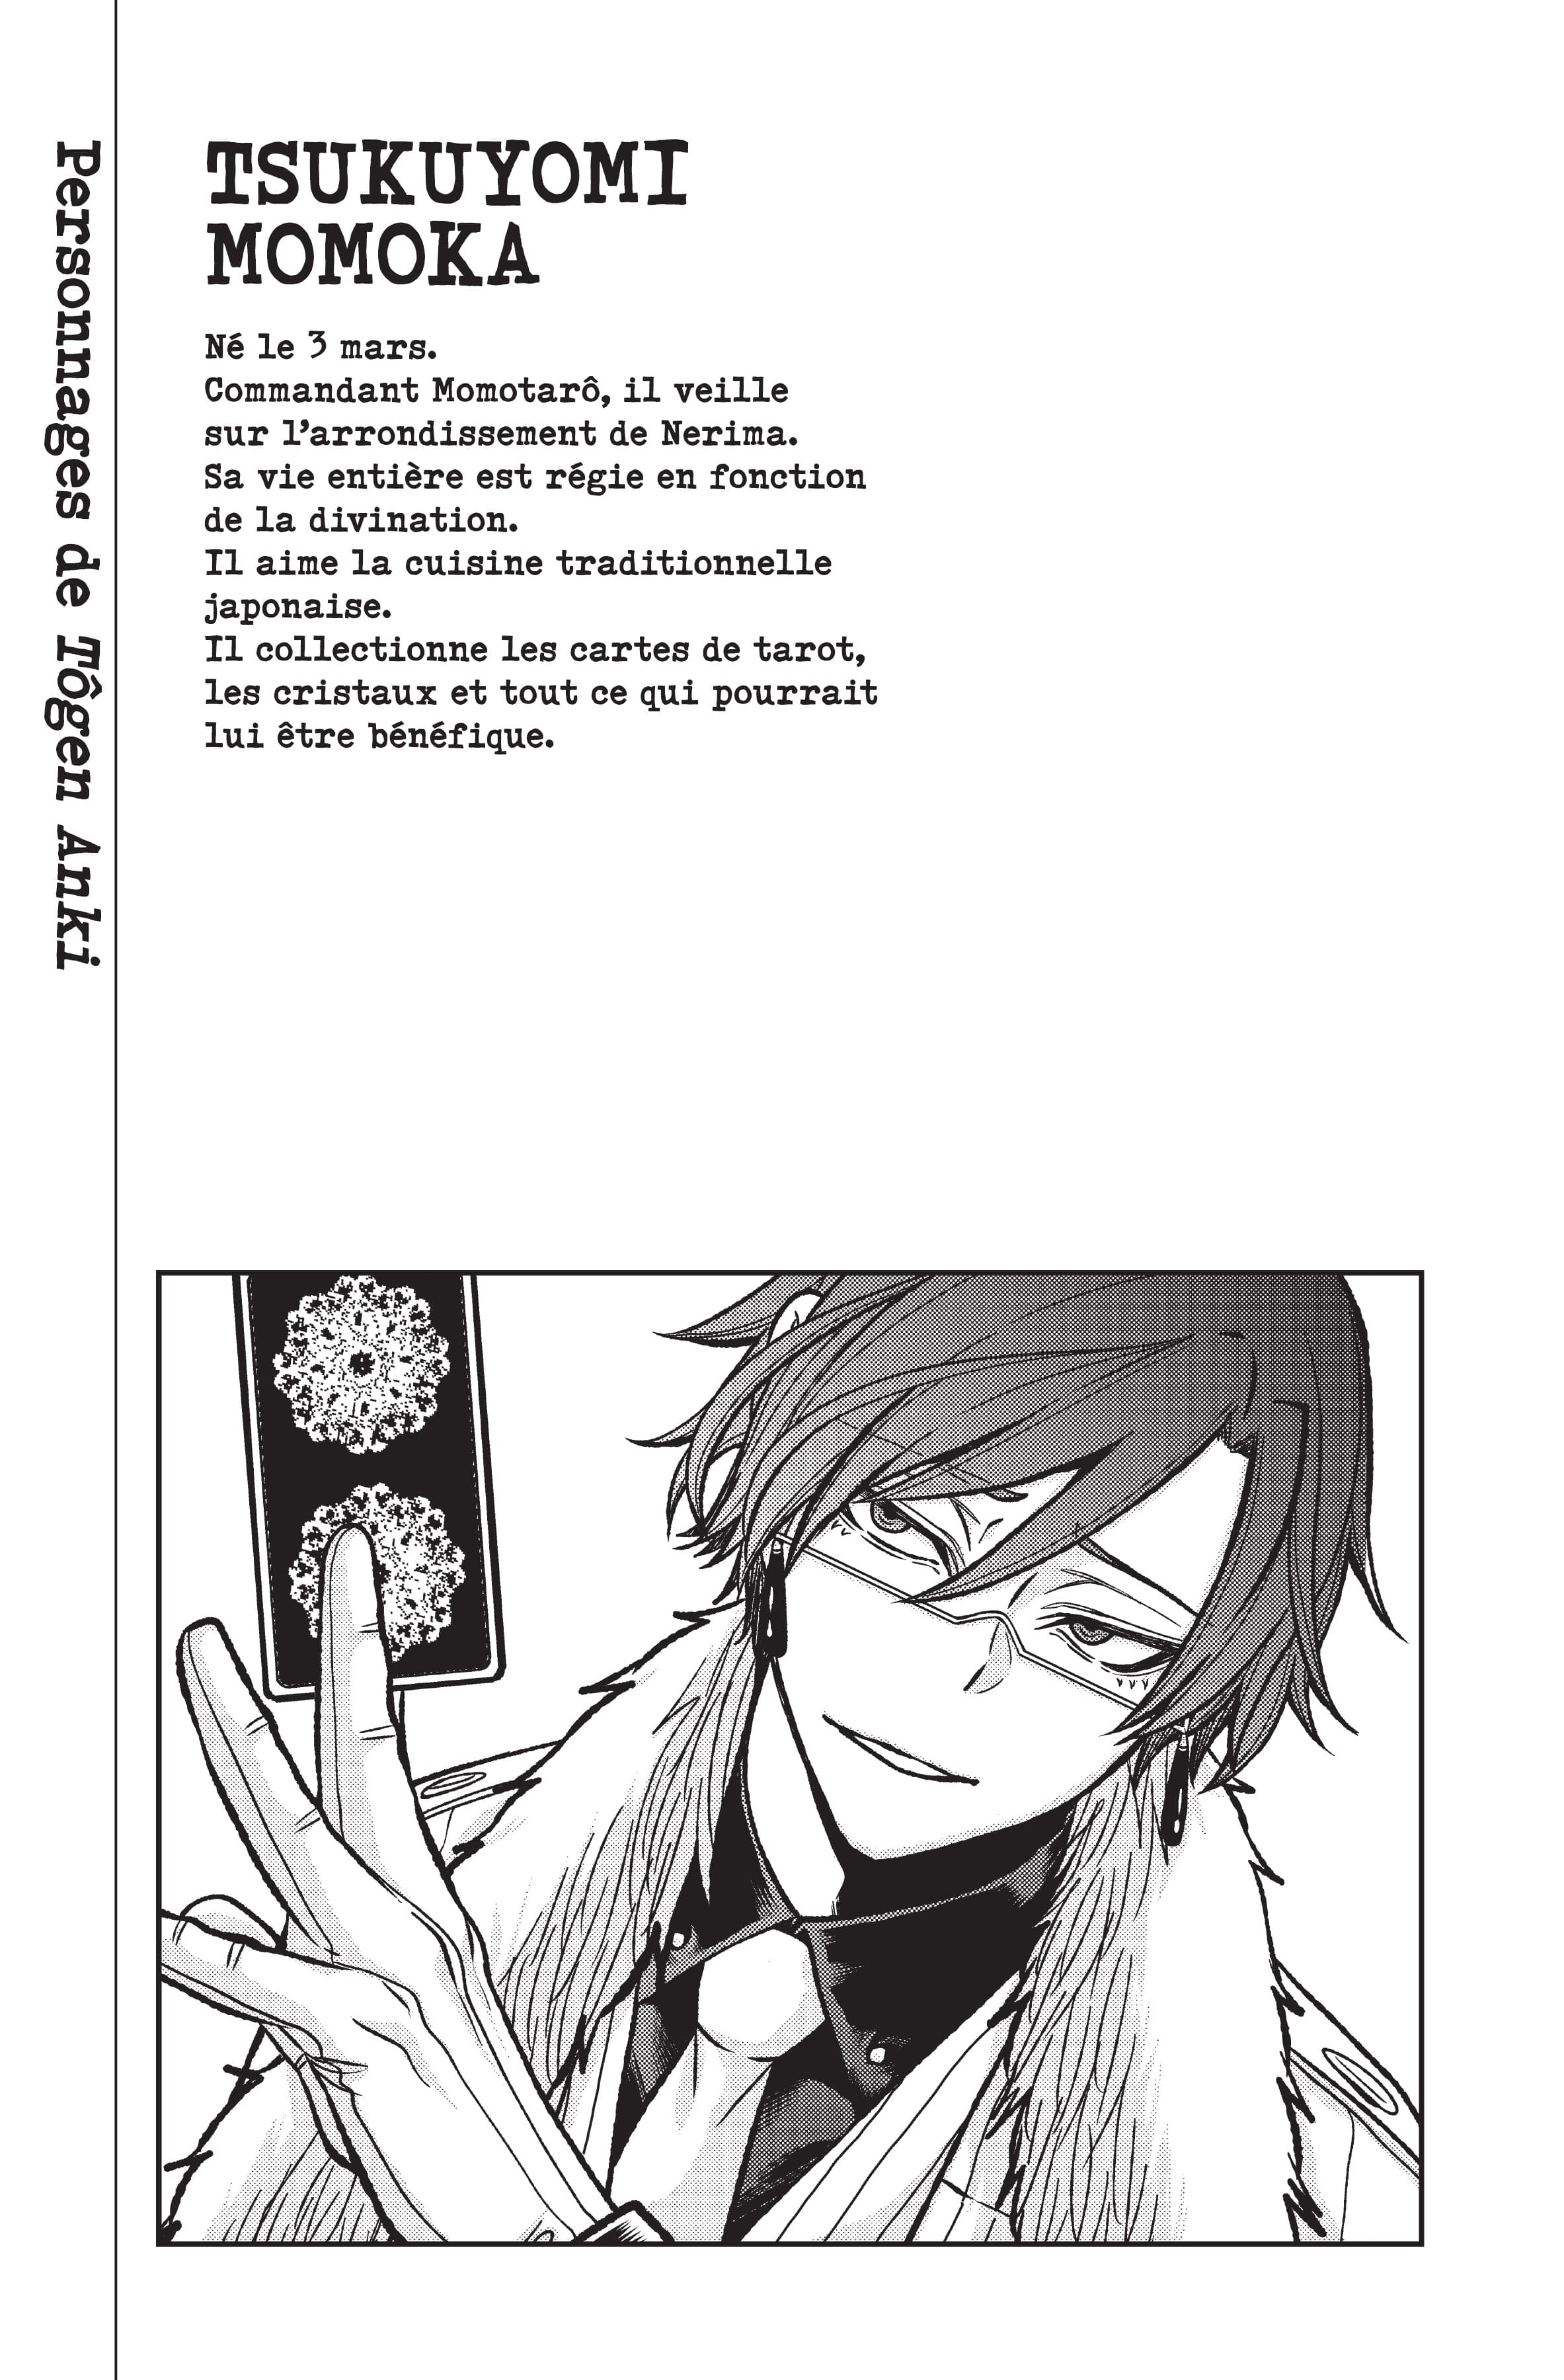 Personnages de Tôgen Anki
TSUKUYOMI
MOMOKA
Né le 3 mars.
Commandant Momotarô, il veille
sur l’arrondissement de Nerima.
Sa vie entière est régie en fonction
de la divination.
Il aime la cuisine traditionnelle
japonaise.
Il collectionne les cartes de tarot,
les cristaux et tout ce qui pourrait
lui être bénéfique.